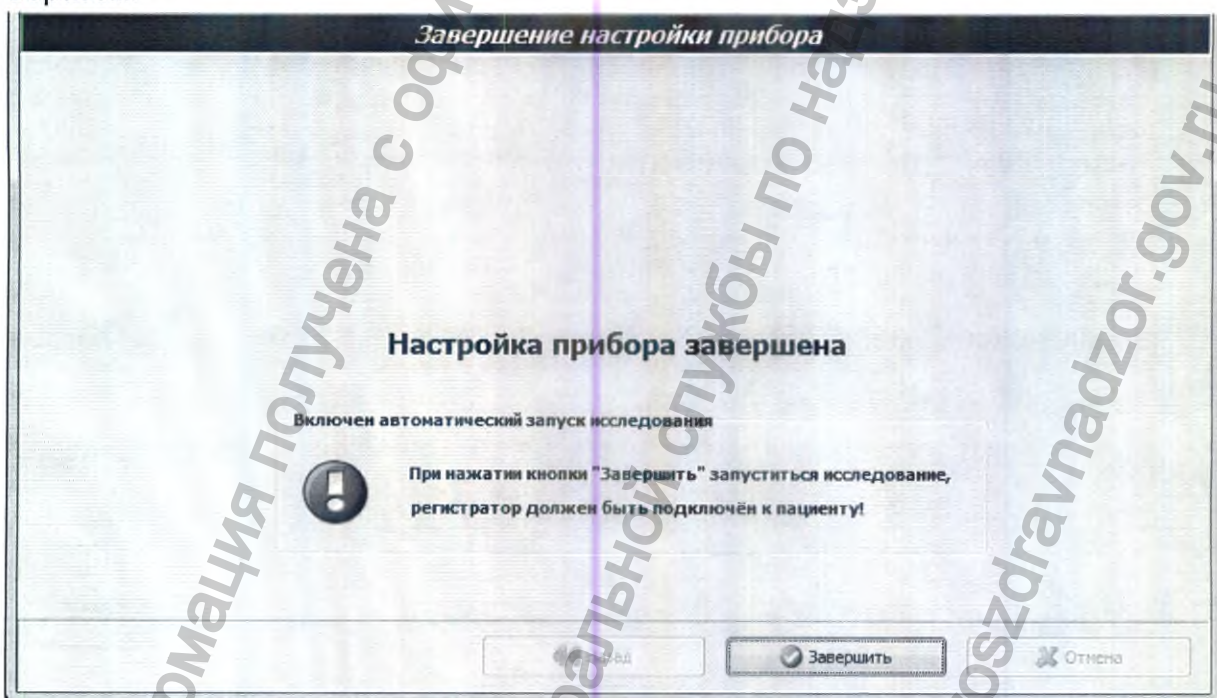 Завершение настройки прибора
Настройка прибора завершена
Включен автоматический запуск исследования
При нажатии кнопки "Завершить" запуститься исследование,
регистратор должен быть подключён к пациенту!
Завершить
Отмена